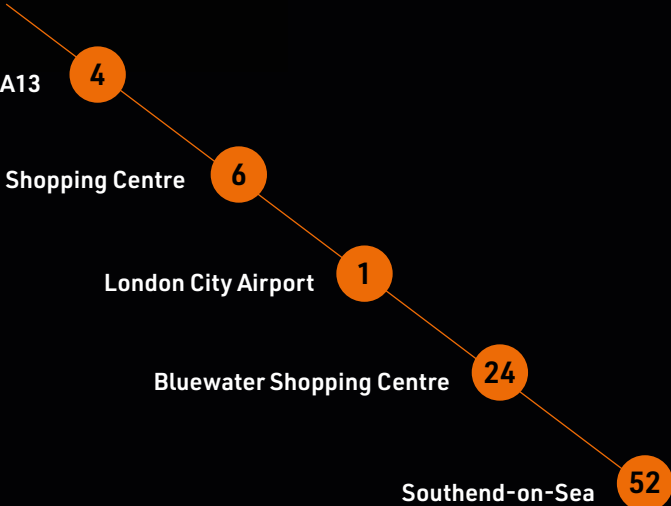 A13 4
Shopping Centre 6
London City Airport 1
Bluewater Shopping Centre 24
Southend-on-Sea 52